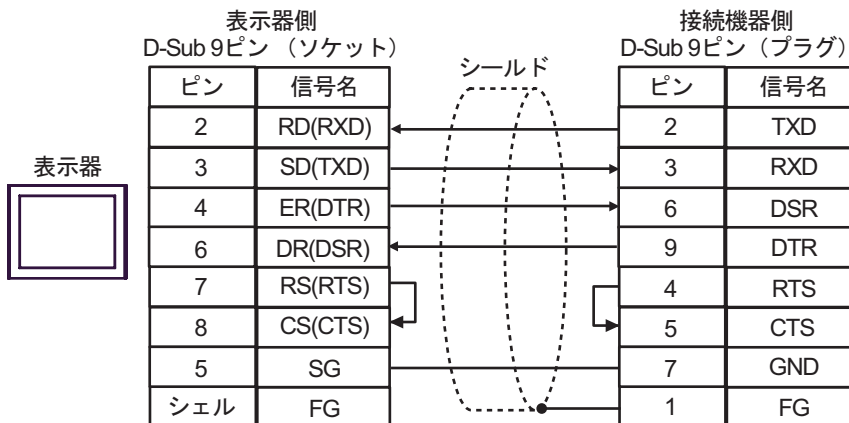 表示器側
D-Sub 9ピン （ソケット）
接続機器側
D-Sub 9ピン （プラグ）
シールド
表示器
ピン 信号名 ピン 信号名
2 RD(RXD) 2 TXD
3 SD(TXD) 3 RXD
4 ER(DTR) 6 DSR
6 DR(DSR) 9 DTR
7 RS(RTS) 4 RTS
8 CS(CTS) 5 CTS
5 SG 7 GND
シェル FG 1 FG